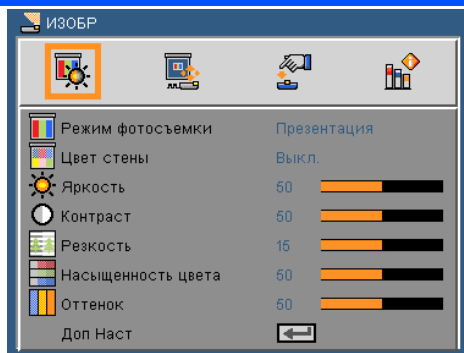 ИЗОБР
Режим фотосъемки Презентация
Цвет стены Выкл.
Яркость 50
Контраст 50
Резкость 15
Насыщенность цвета 50
Оттенок 50
Доп Наст